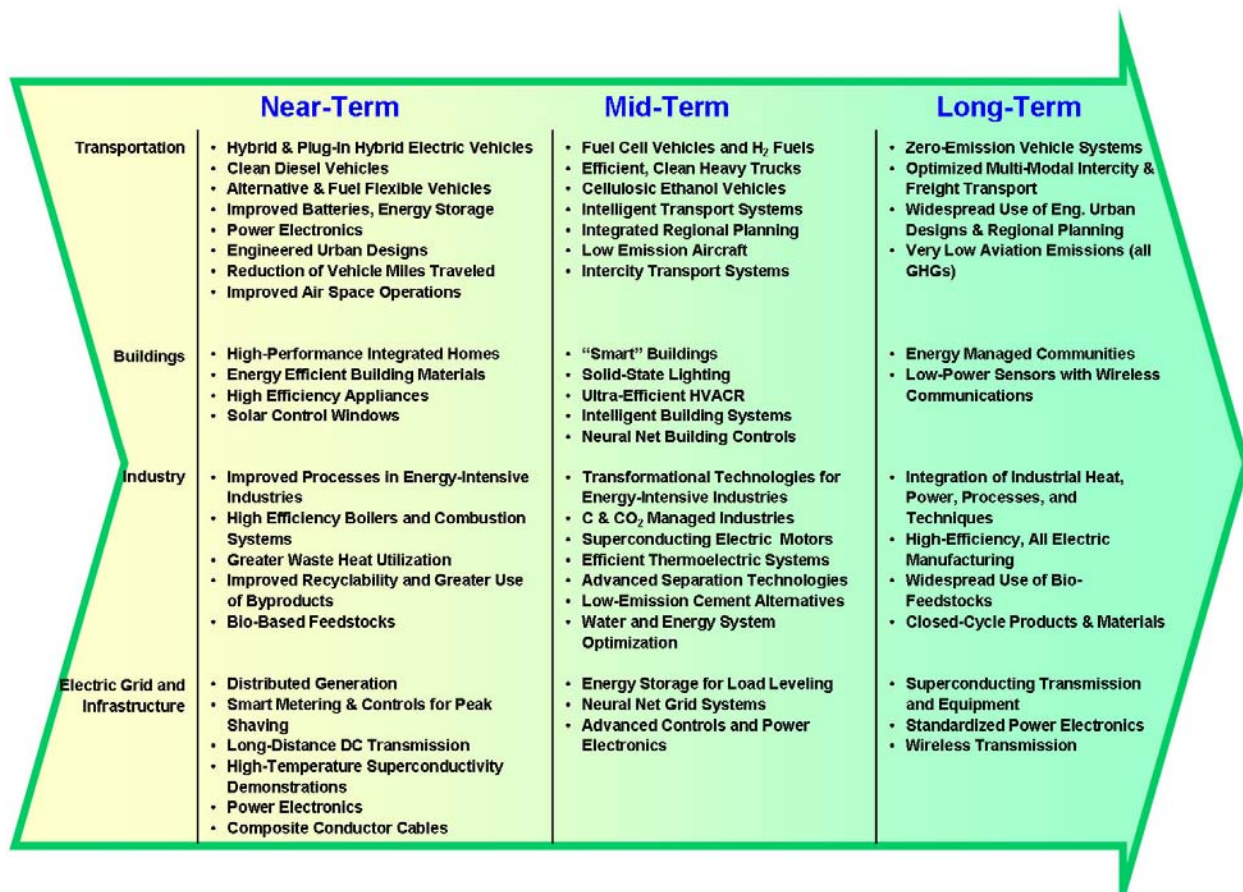 Near-Term
Mid-Term
Long-Term
Transportation
• Hybrid & Plug-In Hybrid Electric Vehicles
• Clean Diesel Vehicles
• Alternative & Fuel Flexible Vehicles
• Improved Batteries, Energy Storage
• Power Electronics
• Engineered Urban Designs
• Reduction of Vehicle Miles Traveled
• Improved Air Space Operations
• Fuel Cell Vehicles and H₂ Fuels
• Efficient, Clean Heavy Trucks
• Cellulosic Ethanol Vehicles
• Intelligent Transport Systems
• Integrated Regional Planning
• Low Emission Aircraft
• Intercity Transport Systems
• Zero-Emission Vehicle Systems
• Optimized Multi-Modal Intercity &
Freight Transport
• Widespread Use of Eng. Urban
Designs & Regional Planning
• Very Low Aviation Emissions (all
GHGs)
Buildings
• High-Performance Integrated Homes
• Energy Efficient Building Materials
• High Efficiency Appliances
• Solar Control Windows
• “Smart” Buildings
• Solid-State Lighting
• Ultra-Efficient HVACR
• Intelligent Building Systems
• Neural Net Building Controls
• Energy Managed Communities
• Low-Power Sensors with Wireless
Communications
Industry
• Improved Processes in Energy-Intensive
Industries
• High Efficiency Boilers and Combustion
Systems
• Greater Waste Heat Utilization
• Improved Recyclability and Greater Use
of Byproducts
• Bio-Based Feedstocks
• Transformational Technologies for
Energy-Intensive Industries
• C & CO₂ Managed Industries
• Superconducting Electric Motors
• Efficient Thermoelectric Systems
• Advanced Separation Technologies
• Low-Emission Cement Alternatives
• Water and Energy System
Optimization
• Integration of Industrial Heat,
Power, Processes, and
Techniques
• High-Efficiency, All Electric
Manufacturing
• Widespread Use of Bio-
Feedstocks
• Closed-Cycle Products & Materials
Electric Grid and
Infrastructure
• Distributed Generation
• Smart Metering & Controls for Peak
Shaving
• Long-Distance DC Transmission
• High-Temperature Superconductivity
Demonstrations
• Power Electronics
• Composite Conductor Cables
• Energy Storage for Load Leveling
• Neural Net Grid Systems
• Advanced Controls and Power
Electronics
• Superconducting Transmission
and Equipment
• Standardized Power Electronics
• Wireless Transmission